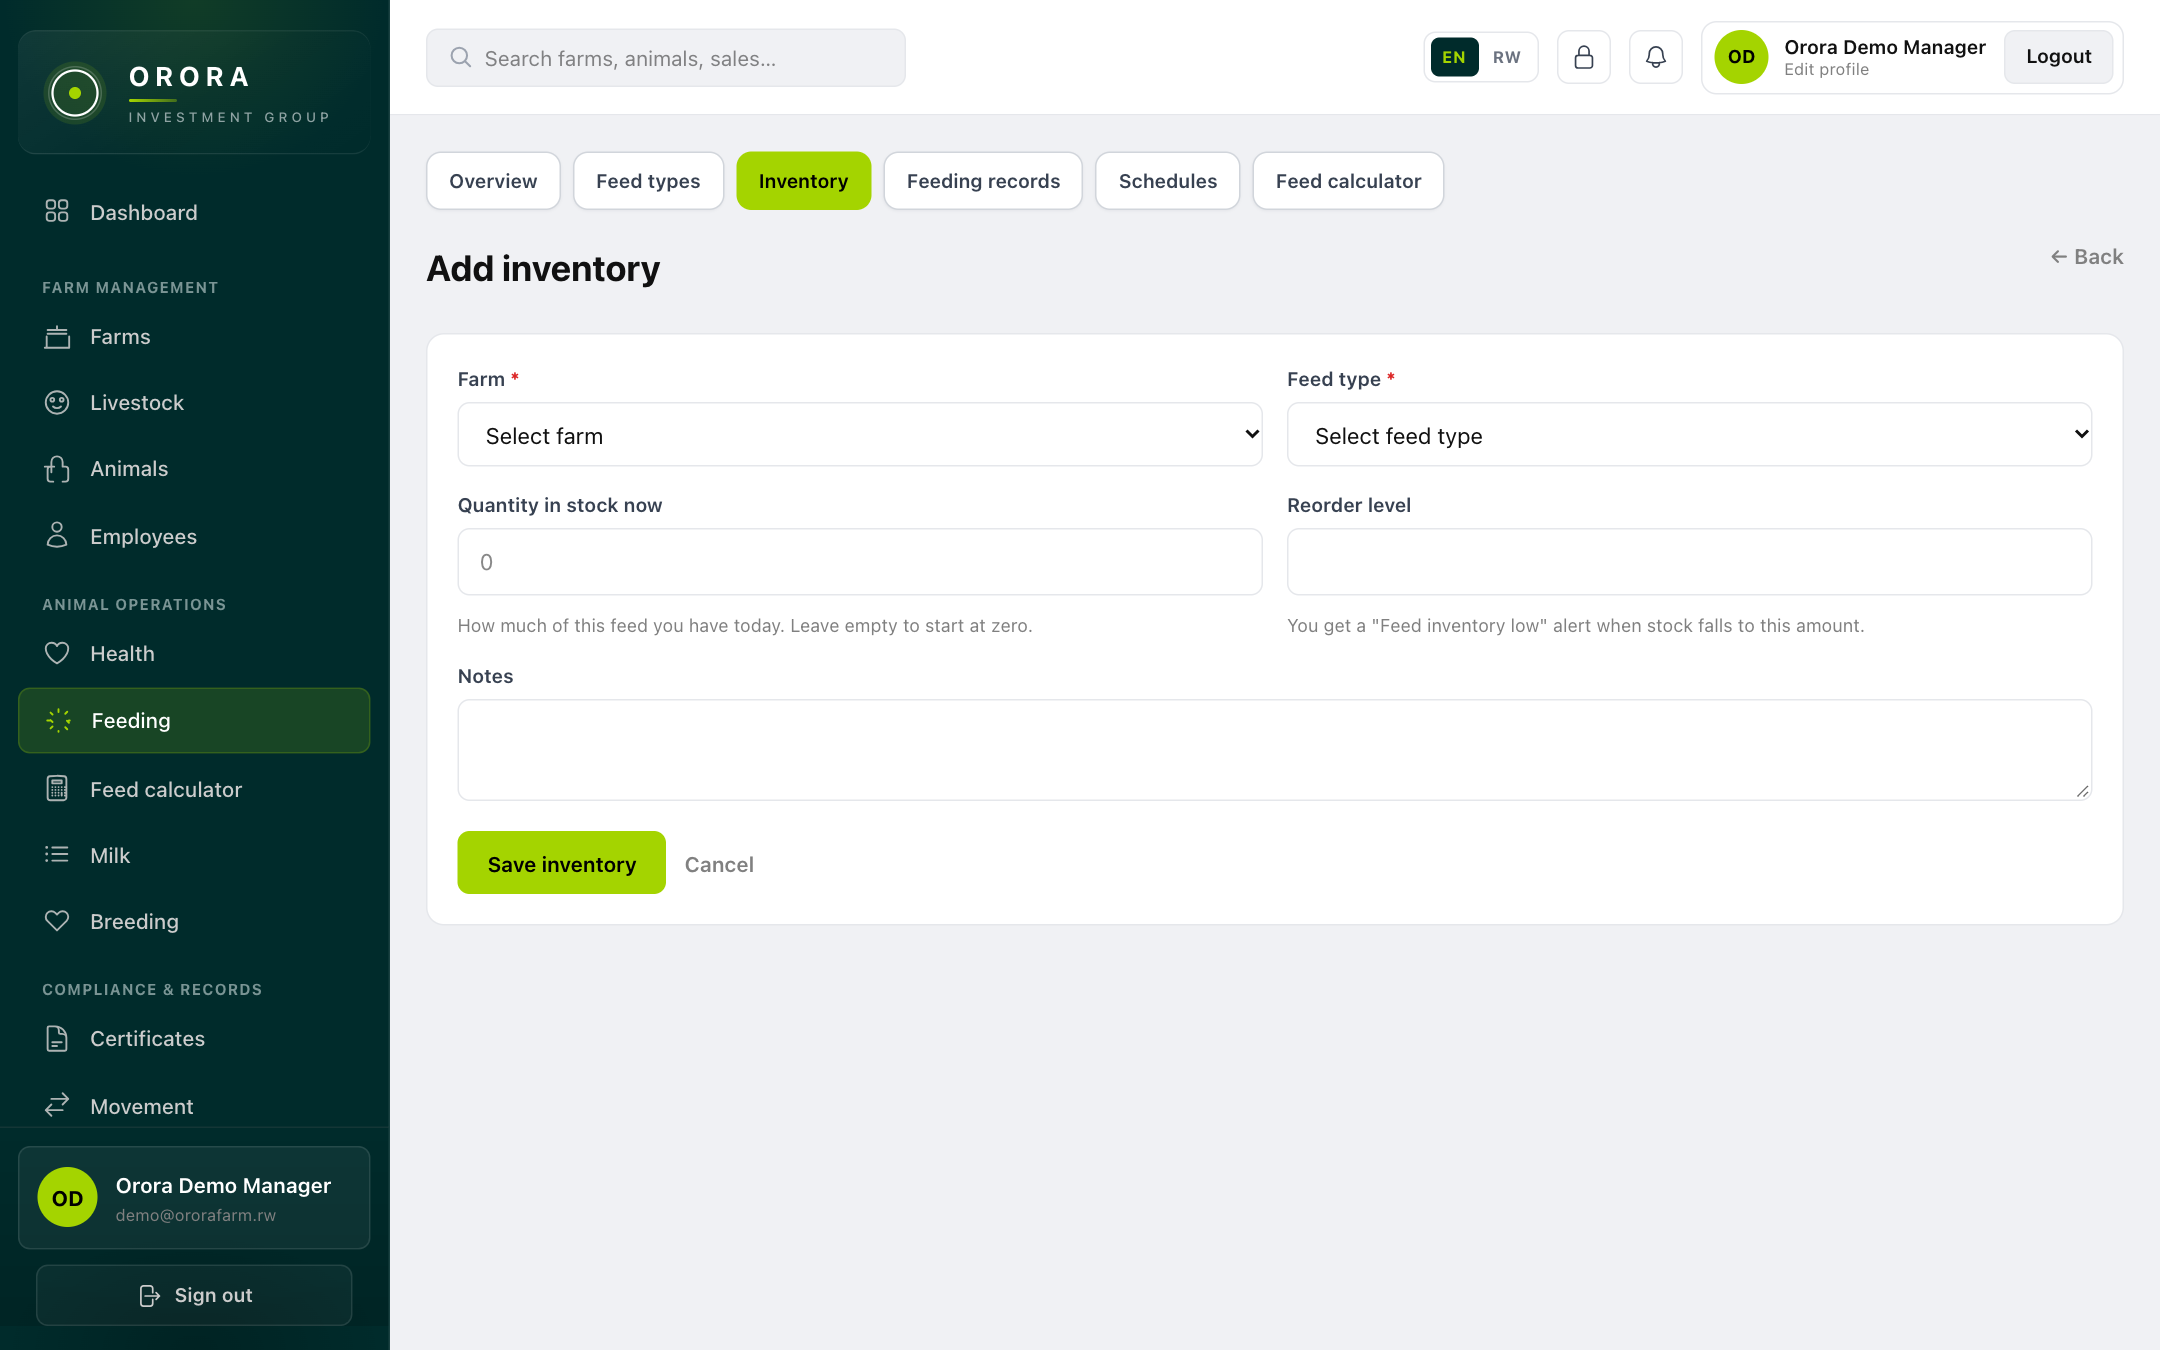 ORORA
INVESTMENT GROUP
Dashboard
FARM MANAGEMENT
Farms
Livestock
Animals
Employees
ANIMAL OPERATIONS
Health
Feeding
Feed calculator
Milk
Breeding
COMPLIANCE & RECORDS
Certificates
Movement
OD
Orora Demo Manager
demo@ororafarm.rw
Sign out
Search farms, animals, sales...
EN RW
OD
Orora Demo Manager
Edit profile
Logout
Overview Feed types Inventory Feeding records Schedules Feed calculator
Add inventory
← Back
Farm *
Select farm
Feed type *
Select feed type
Quantity in stock now
0
How much of this feed you have today. Leave empty to start at zero.
Reorder level
You get a "Feed inventory low" alert when stock falls to this amount.
Notes
Save inventory Cancel